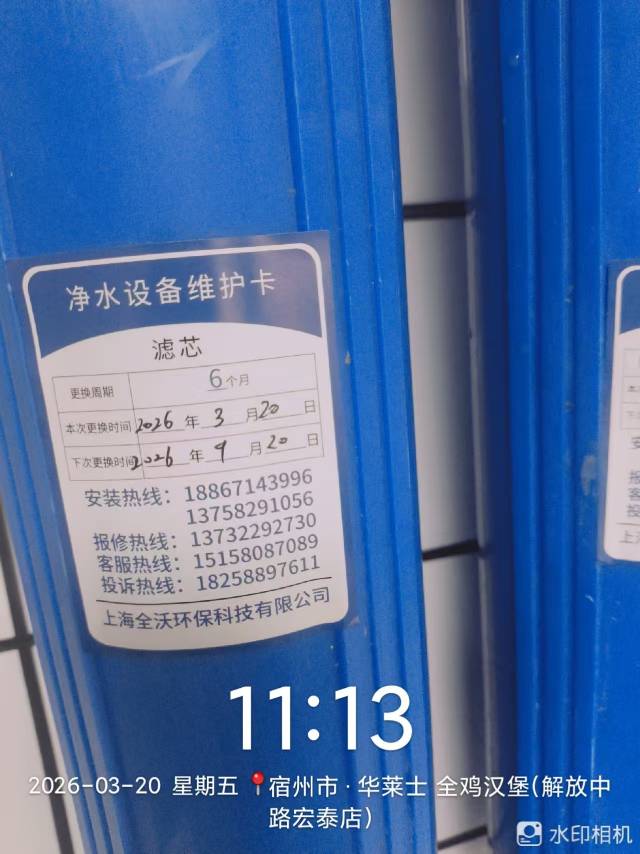 净水设备维护卡
滤芯
更换周期 6个月
本次更换时间 2026 年 3 月 20 日
下次更换时间 2026 年 9 月 20 日
安装热线：18867143996
13758291056
报修热线：13732292730
客服热线：15158087089
投诉热线：18258897611
上海全沃环保科技有限公司
11:13
2026-03-20 星期五 宿州市·华莱士 全鸡汉堡(解放中
路宏泰店)
水印相机